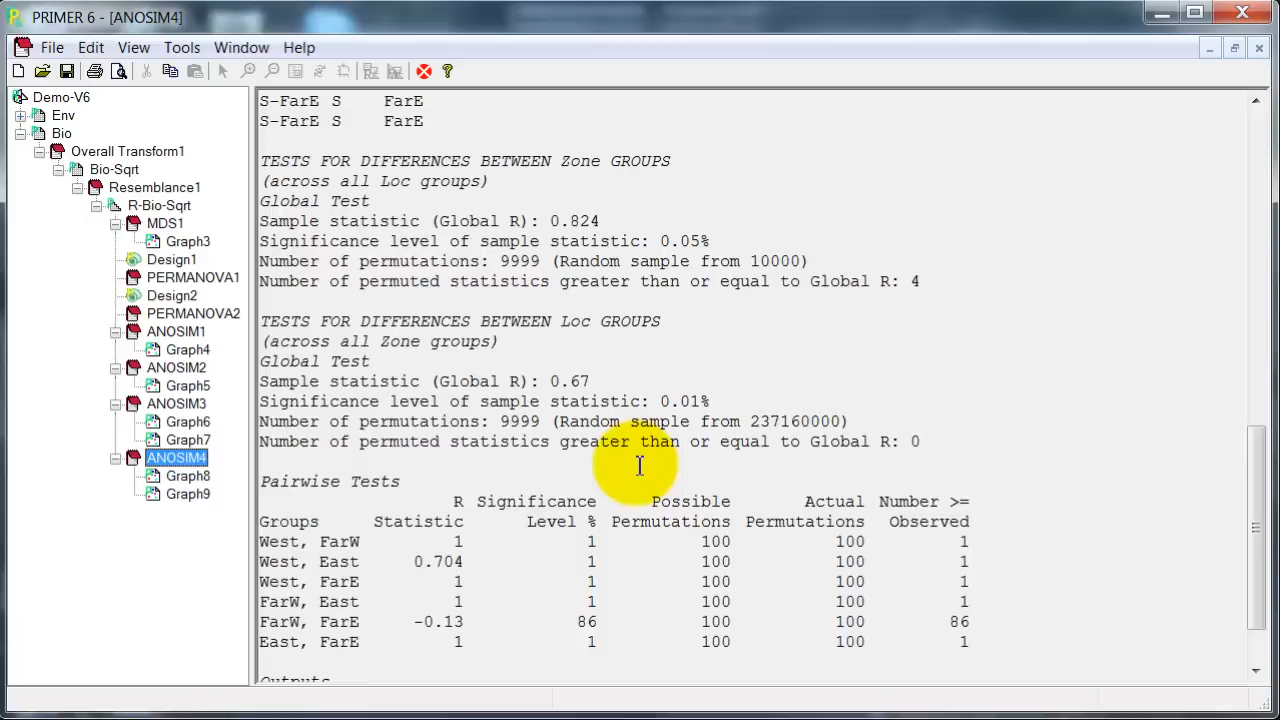 PRIMER 6 - [ANOSIM4]
File Edit View Tools Window Help
Demo-V6
Env
Bio
Overall Transform1
Bio-Sqrt
Resemblance1
R-Bio-Sqrt
MDS1
Graph3
Design1
PERMANOVA1
Design2
PERMANOVA2
ANOSIM1
Graph4
ANOSIM2
Graph5
ANOSIM3
Graph6
Graph7
ANOSIM4
Graph8
Graph9
S-FarE S FarE
S-FarE S FarE
TESTS FOR DIFFERENCES BETWEEN Zone GROUPS
(across all Loc groups)
Global Test
Sample statistic (Global R): 0.824
Significance level of sample statistic: 0.05%
Number of permutations: 9999 (Random sample from 10000)
Number of permuted statistics greater than or equal to Global R: 4
TESTS FOR DIFFERENCES BETWEEN Loc GROUPS
(across all Zone groups)
Global Test
Sample statistic (Global R): 0.67
Significance level of sample statistic: 0.01%
Number of permutations: 9999 (Random sample from 237160000)
Number of permuted statistics greater than or equal to Global R: 0
Pairwise Tests
R Significance Possible Actual Number >=
Groups Statistic Level % Permutations Permutations Observed
West, FarW 1 1 100 100 1
West, East 0.704 1 100 100 1
West, FarE 1 1 100 100 1
FarW, East 1 1 100 100 1
FarW, FarE -0.13 86 100 100 86
East, FarE 1 1 100 100 1
Outputs